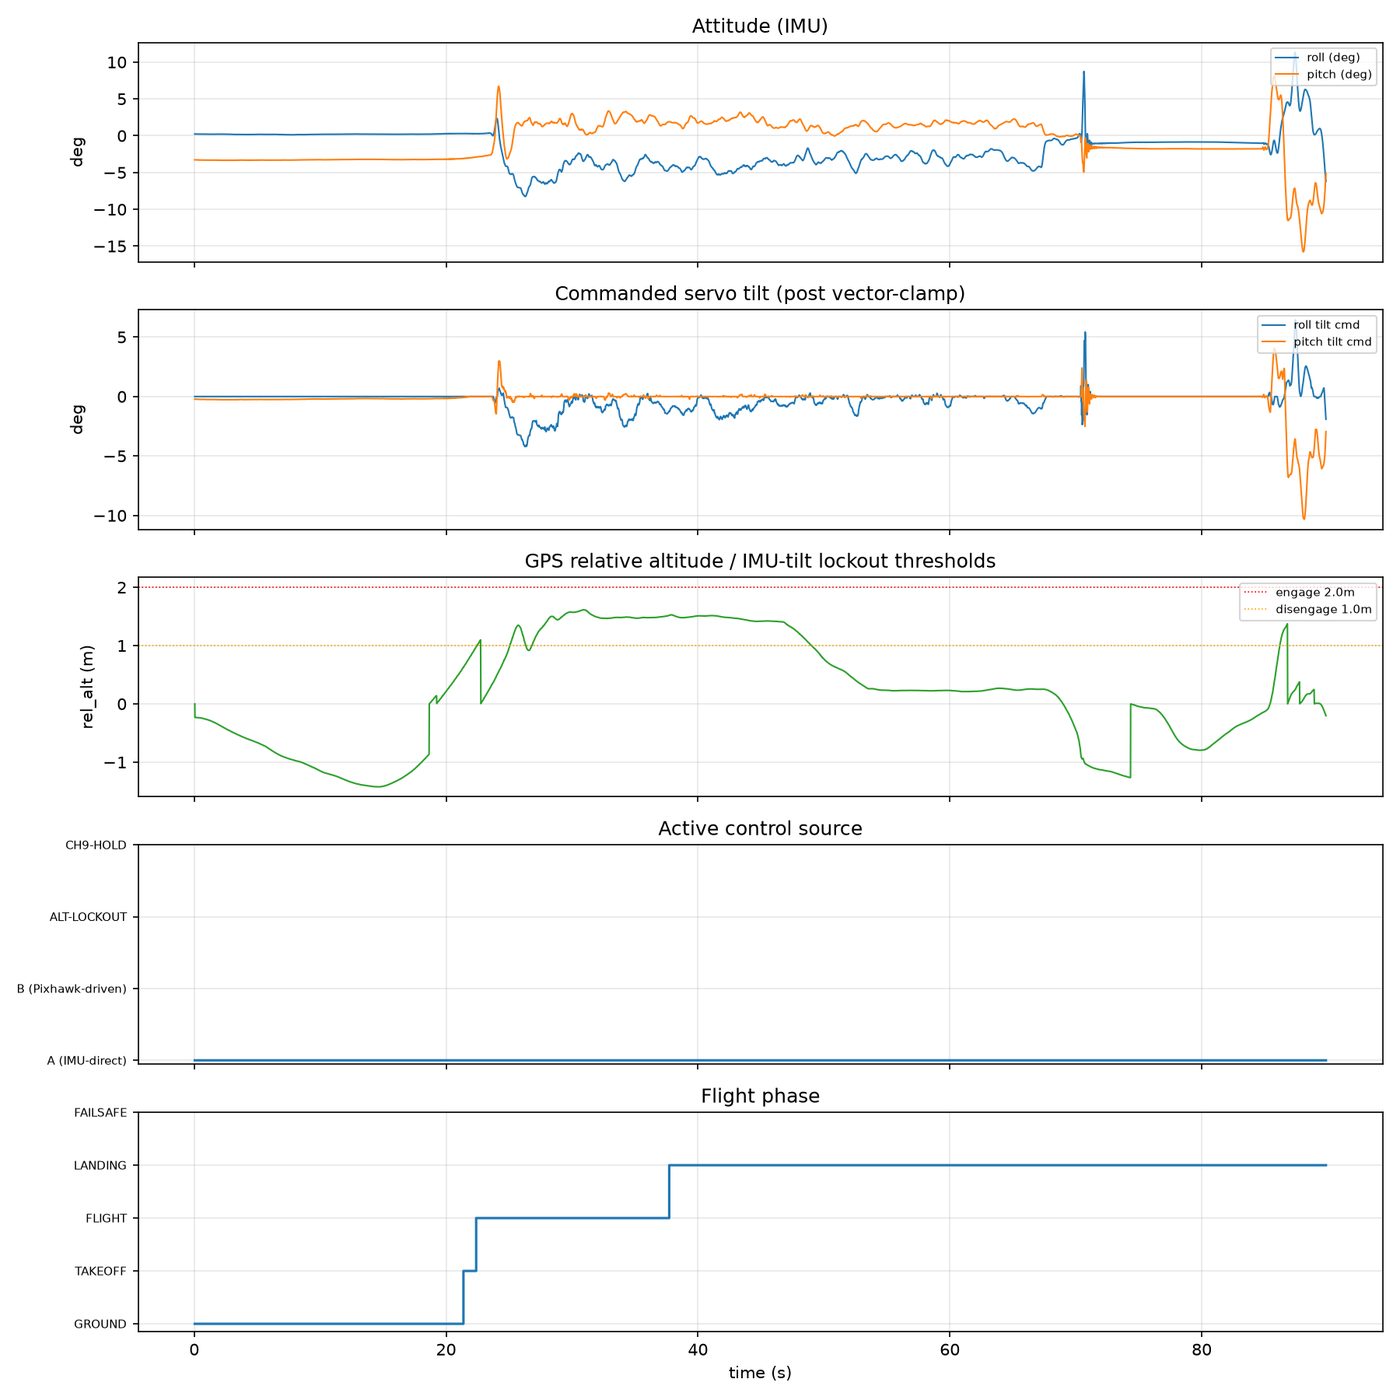 Attitude (IMU)
10
5
0
−5
−10
−15
deg
roll (deg)
pitch (deg)
Commanded servo tilt (post vector-clamp)
5
0
−5
−10
deg
roll tilt cmd
pitch tilt cmd
GPS relative altitude / IMU-tilt lockout thresholds
2
1
0
−1
rel_alt (m)
engage 2.0m
disengage 1.0m
Active control source
CH9-HOLD
ALT-LOCKOUT
B (Pixhawk-driven)
A (IMU-direct)
Flight phase
FAILSAFE
LANDING
FLIGHT
TAKEOFF
GROUND
0 20 40 60 80
time (s)